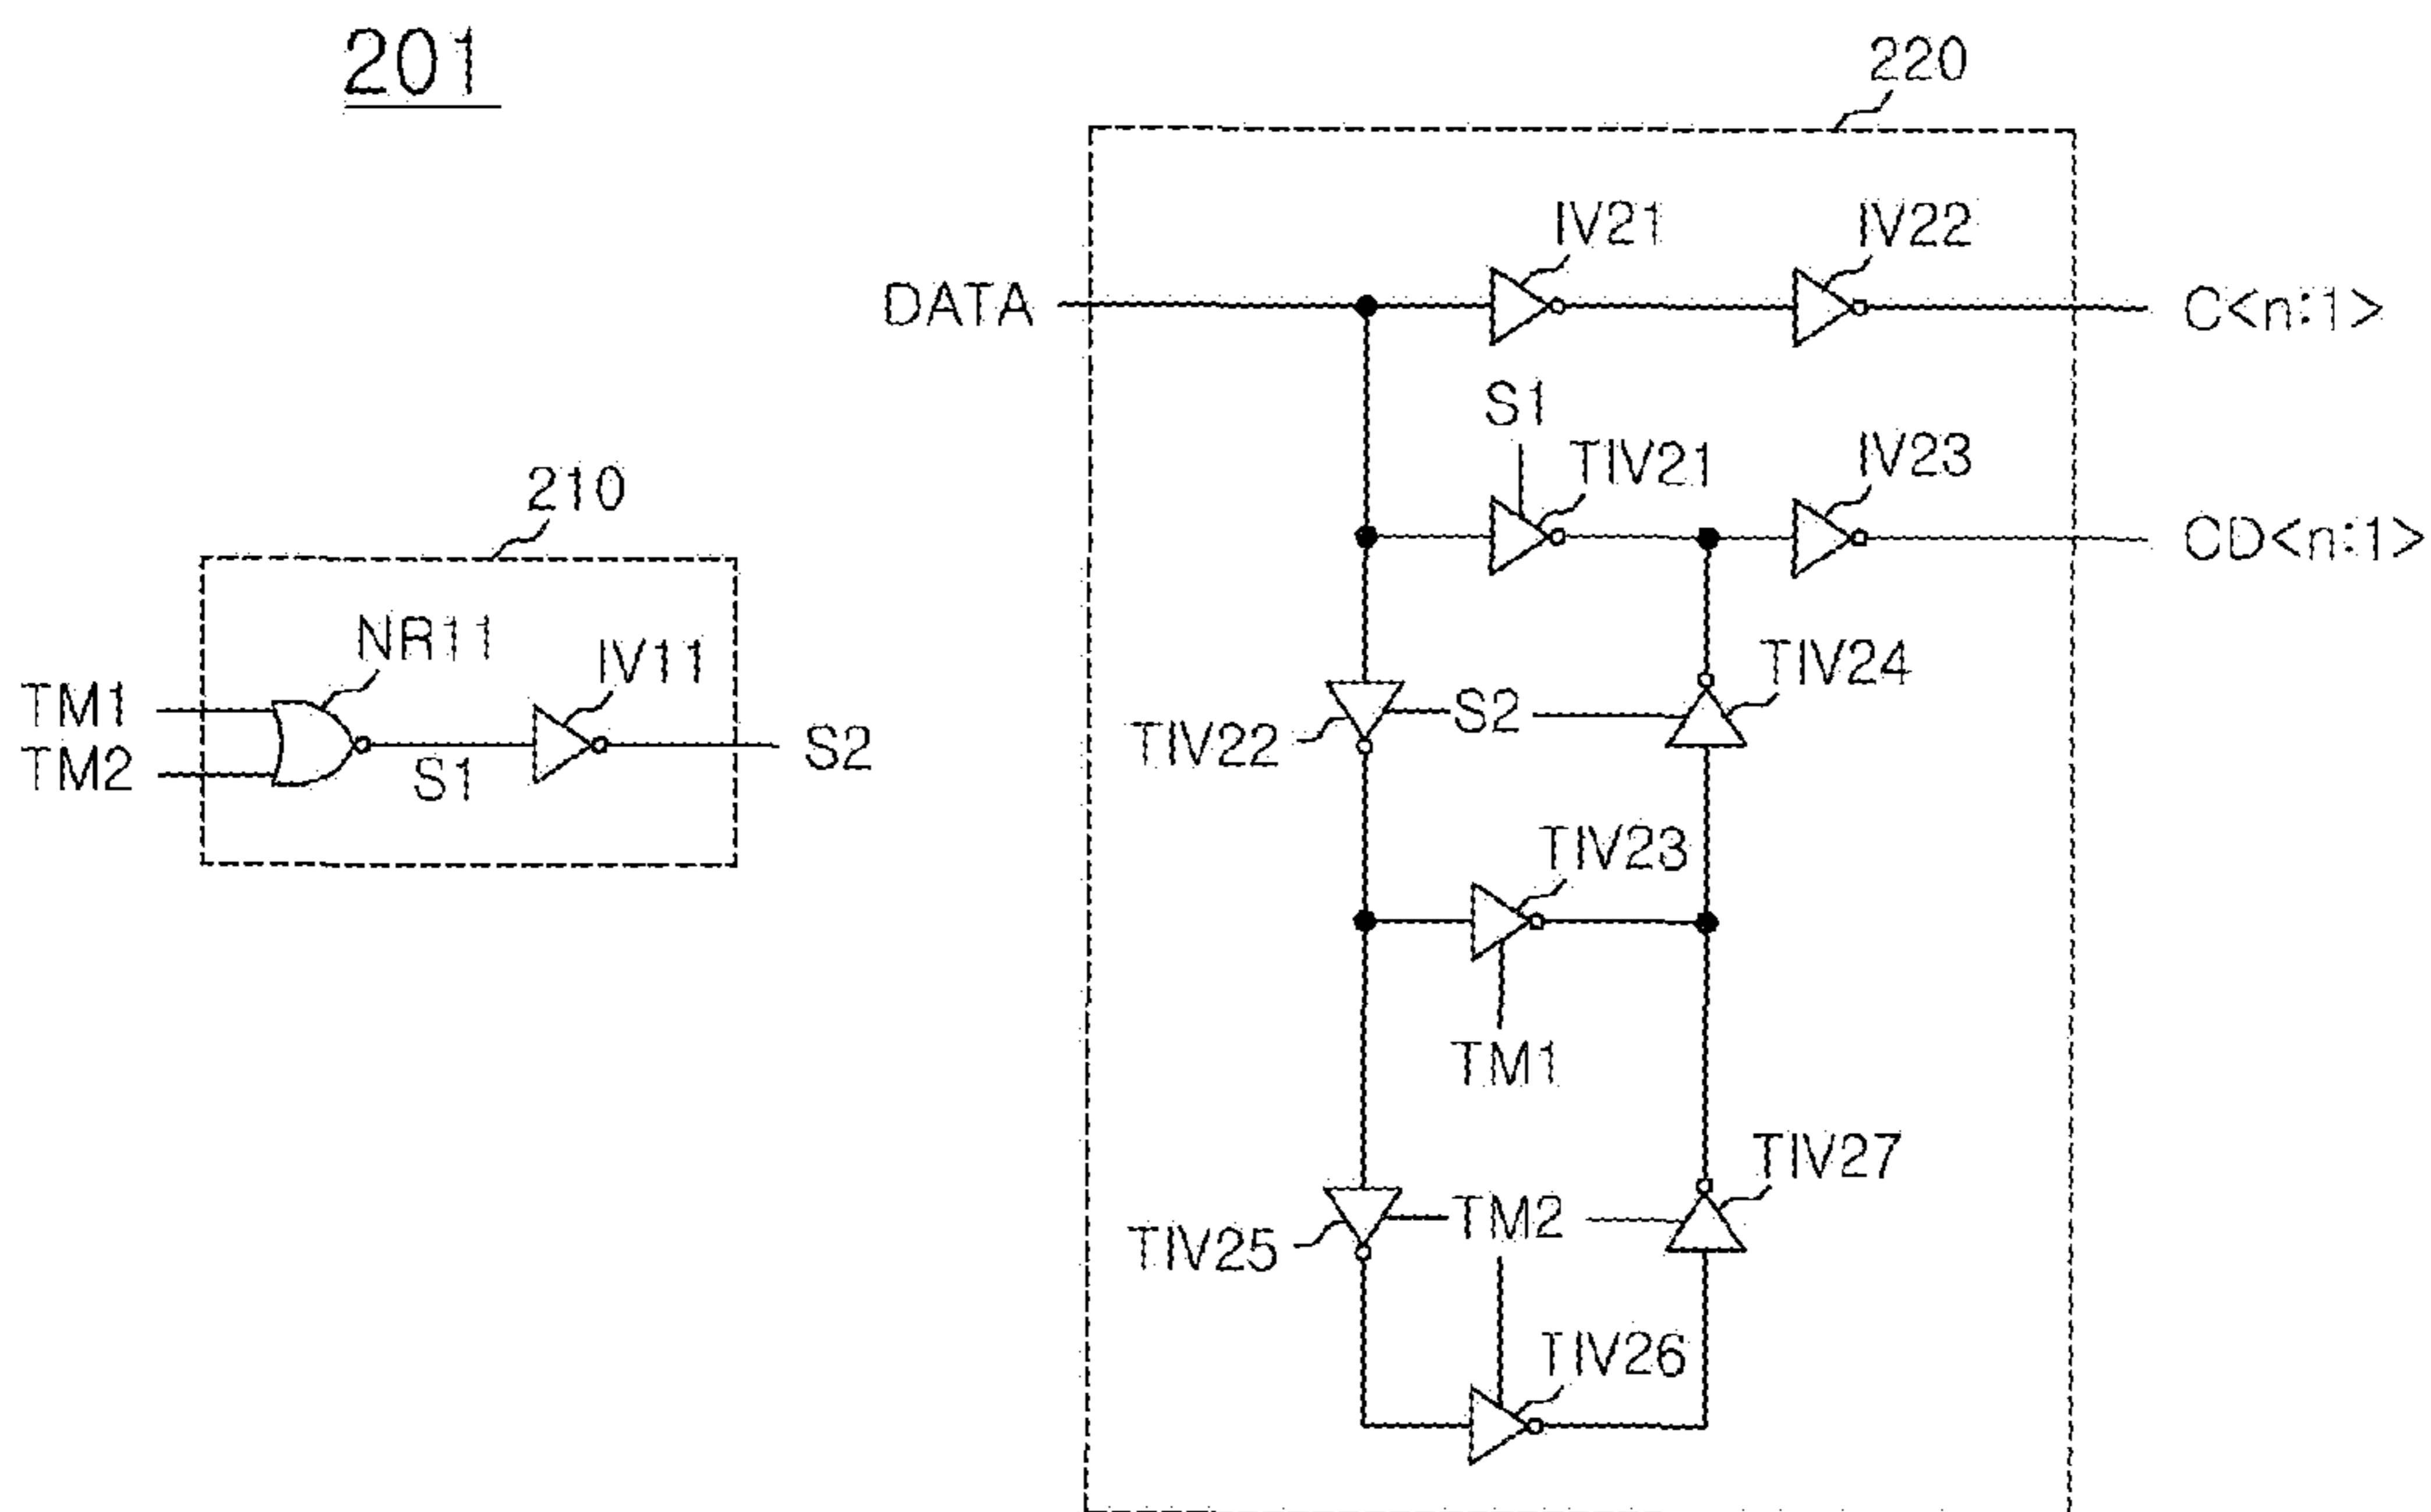 201
220
IV21
IV22
DATA
C<n:1>
S1
TIV21
IV23
CD<n:1>
210
NR11
IV11
TM1
TM2
S1
S2
TIV22
S2
TIV24
TIV23
TM1
TIV25
TM2
TIV27
TIV26